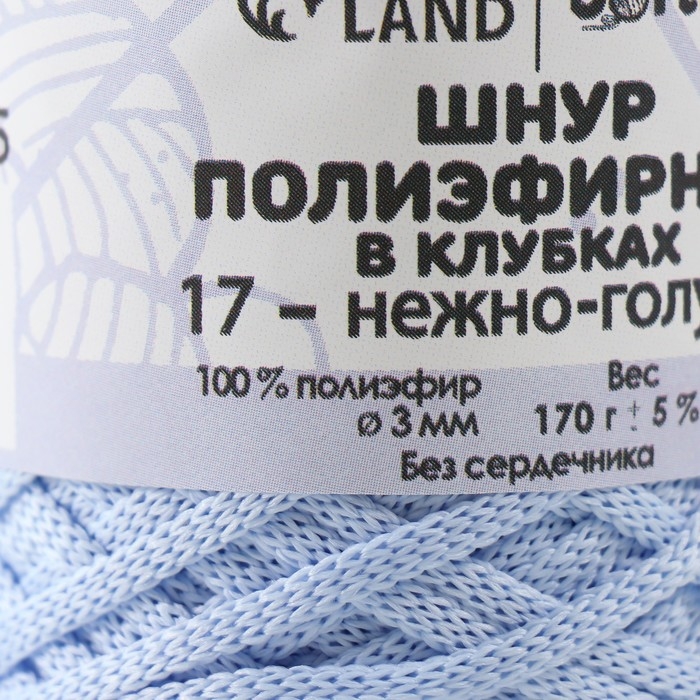 LAND
ШНУР
ПОЛИЭФИРН
В КЛУБКАХ
17 – нежно-голу
100 % полиэфир
Вес
⌀ 3 мм
170 г ± 5 %
Без сердечника